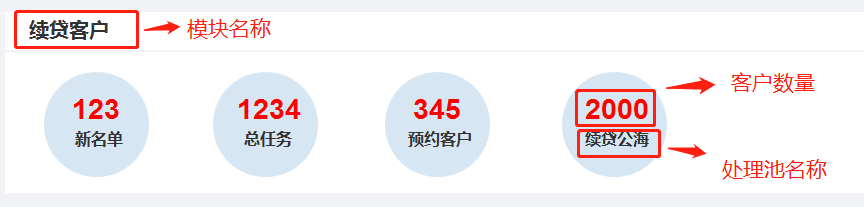 续贷客户
模块名称
123
1234
345
2000
客户数量
新名单
总任务
预约客户
续贷公海
处理池名称